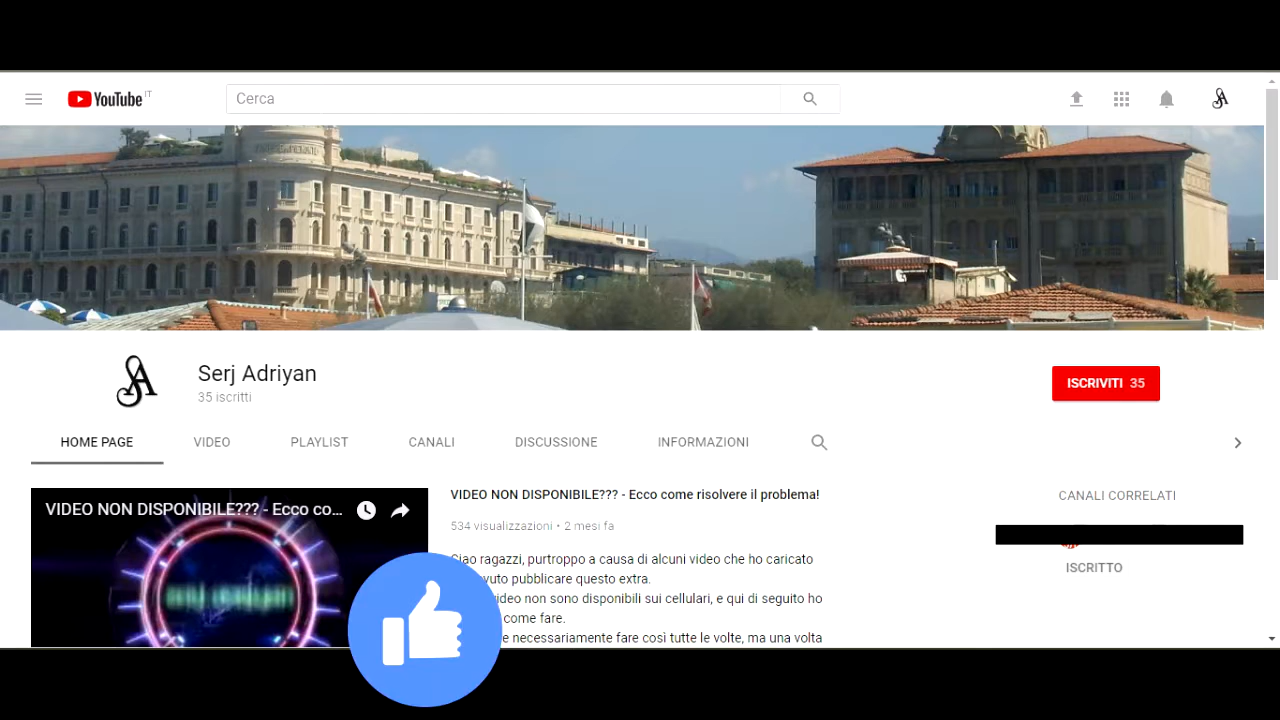 YouTube IT
Cerca
Serj Adriyan
35 iscritti
ISCRIVITI 35
HOME PAGE
VIDEO
PLAYLIST
CANALI
DISCUSSIONE
INFORMAZIONI
VIDEO NON DISPONIBILE??? - Ecco co...
VIDEO NON DISPONIBILE??? - Ecco come risolvere il problema!
534 visualizzazioni • 2 mesi fa
Ciao ragazzi, purtroppo a causa di alcuni video che ho caricato
pubblicare questo extra.
non sono disponibili sui cellulari, e qui di seguito ho
come fare.
necessariamente fare così tutte le volte, ma una volta
CANALI CORRELATI
ISCRITTO